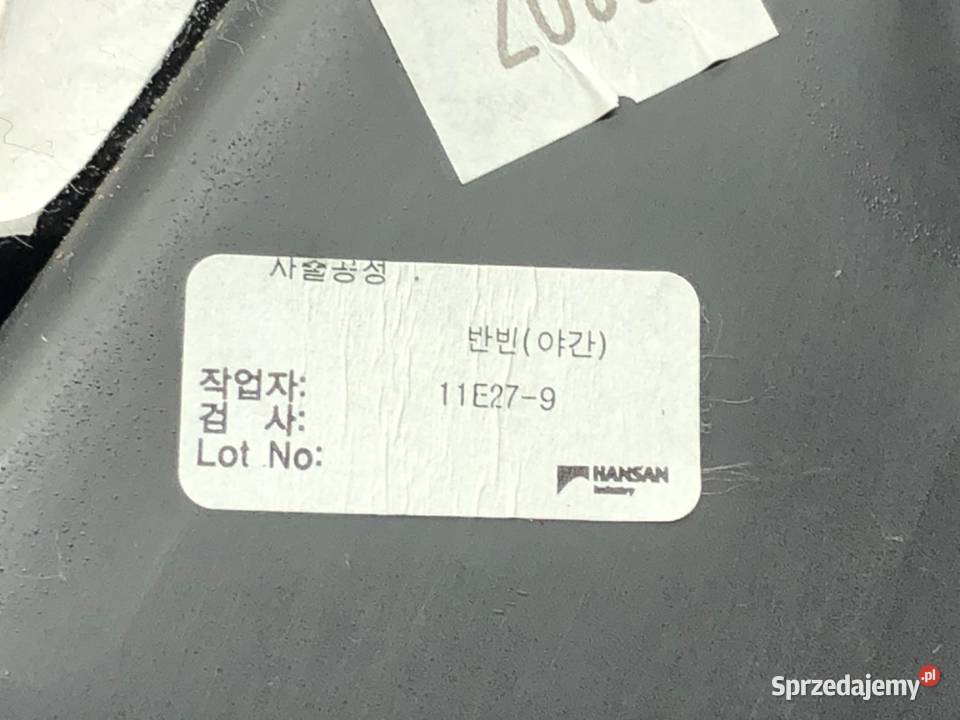 사출공정 :
반빈(야간)
작업자:
11E27-9
검 사:
Lot No:
HANSAN
Industry
Sprzedajemy.pl